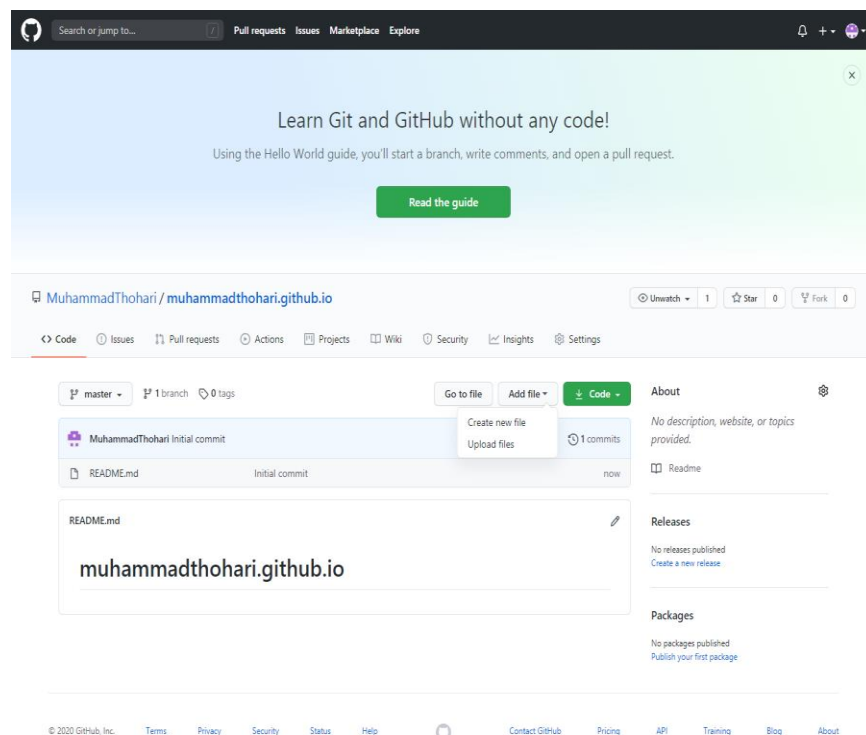 Search or jump to... / Pull requests Issues Marketplace Explore
Learn Git and GitHub without any code!
Using the Hello World guide, you'll start a branch, write comments, and open a pull request.
Read the guide
MuhammadThohari / muhammadthohari.github.io
Unwatch 1 Star 0 Fork 0
Code Issues Pull requests Actions Projects Wiki Security Insights Settings
master 1 branch 0 tags Go to file Add file Code
Create new file
Upload files
MuhammadThohari Initial commit 1 commits
README.md Initial commit now
README.md
muhammadthohari.github.io
About
No description, website, or topics
provided.
Readme
Releases
No releases published
Create a new release
Packages
No packages published
Publish your first package
© 2020 GitHub, Inc. Terms Privacy Security Status Help Contact GitHub Pricing API Training Blog About